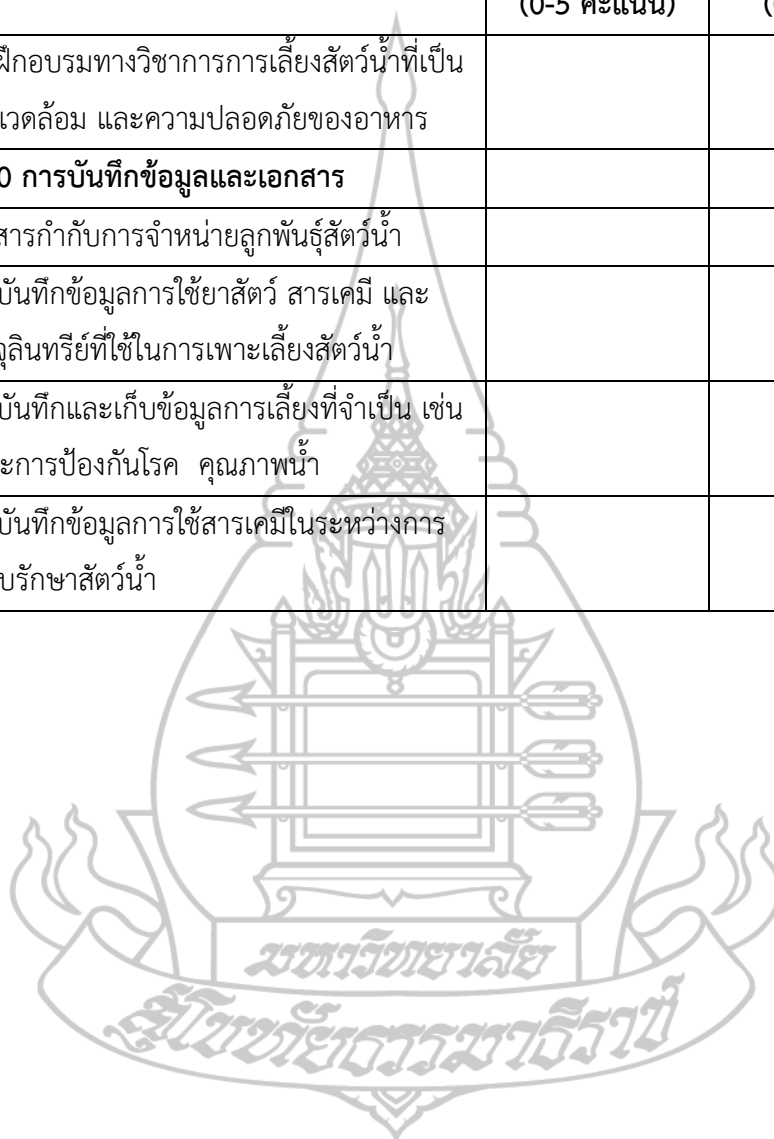 (0-5 คะแนน)
ฝึกอบรมทางวิชาการการเลี้ยงสัตว์น้ำที่เป็น
แวดล้อม และความปลอดภัยของอาหาร
0 การบันทึกข้อมูลและเอกสาร
สารกำกับการจำหน่ายลูกพันธุ์สัตว์น้ำ
บันทึกข้อมูลการใช้ยาสัตว์ สารเคมี และ
จุลินทรีย์ที่ใช้ในการเพาะเลี้ยงสัตว์น้ำ
บันทึกและเก็บข้อมูลการเลี้ยงที่จำเป็น เช่น
ะการป้องกันโรค คุณภาพน้ำ
บันทึกข้อมูลการใช้สารเคมีในระหว่างการ
บรักษาสัตว์น้ำ
มหาวิทยาลัย
สุโขทัยธรรมาธิราช